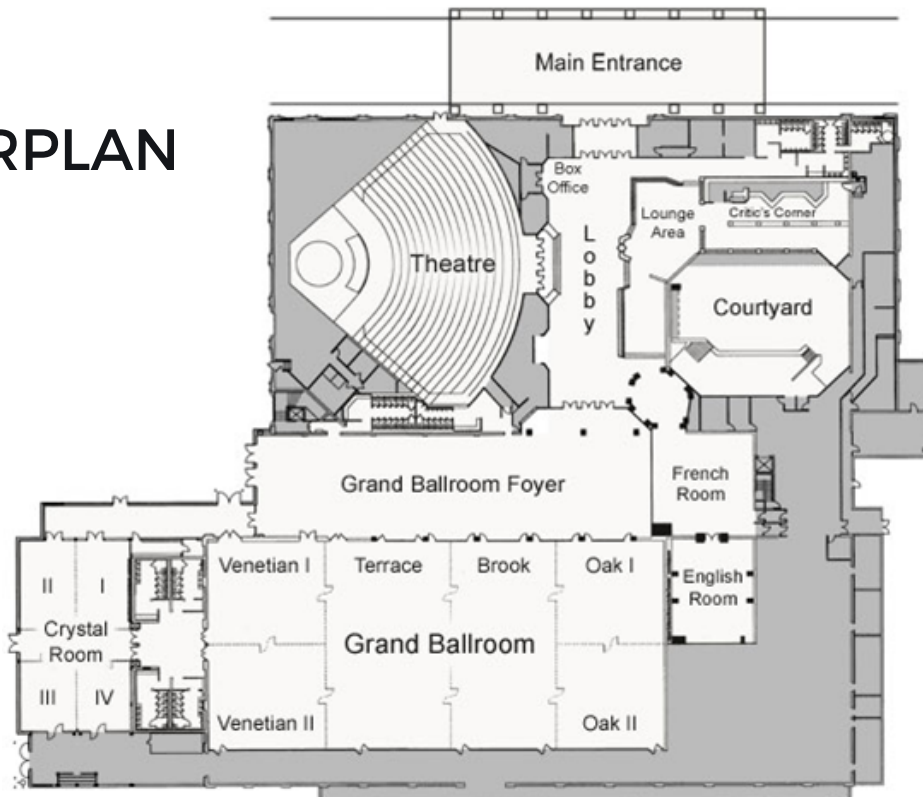 RPLAN
Main Entrance
Box
Office
Lobby
Lounge
Area
Critic's Corner
Theatre
Courtyard
Grand Ballroom Foyer
French
Room
Venetian I
Terrace
Brook
Oak I
English
Room
II
I
Crystal
Room
III
IV
Grand Ballroom
Venetian II
Oak II